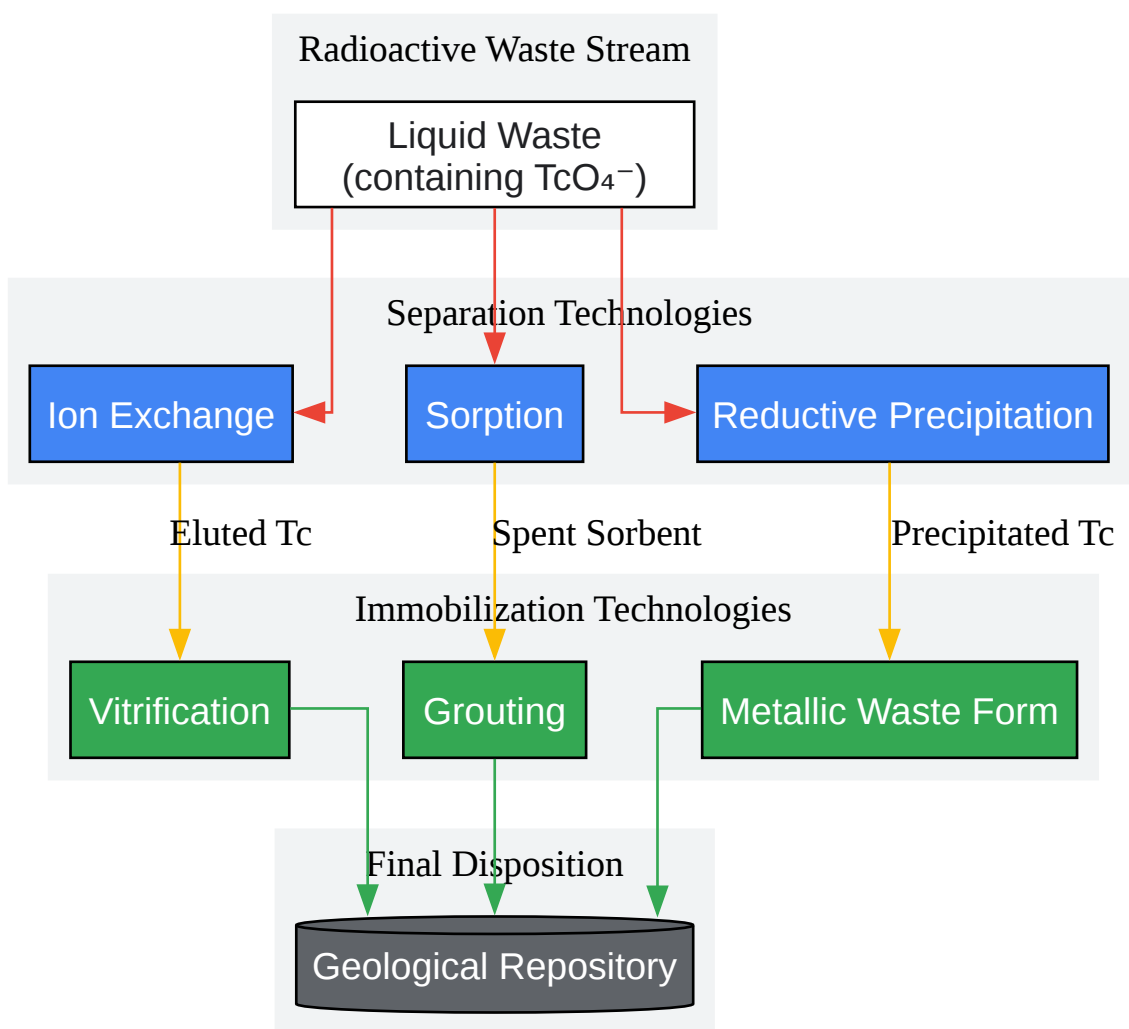 Radioactive Waste Stream
Liquid Waste
(containing TcO₄⁻)
Separation Technologies
Ion Exchange
Sorption
Reductive Precipitation
Eluted Tc
Spent Sorbent
Precipitated Tc
Immobilization Technologies
Vitrification
Grouting
Metallic Waste Form
Final Disposition
Geological Repository